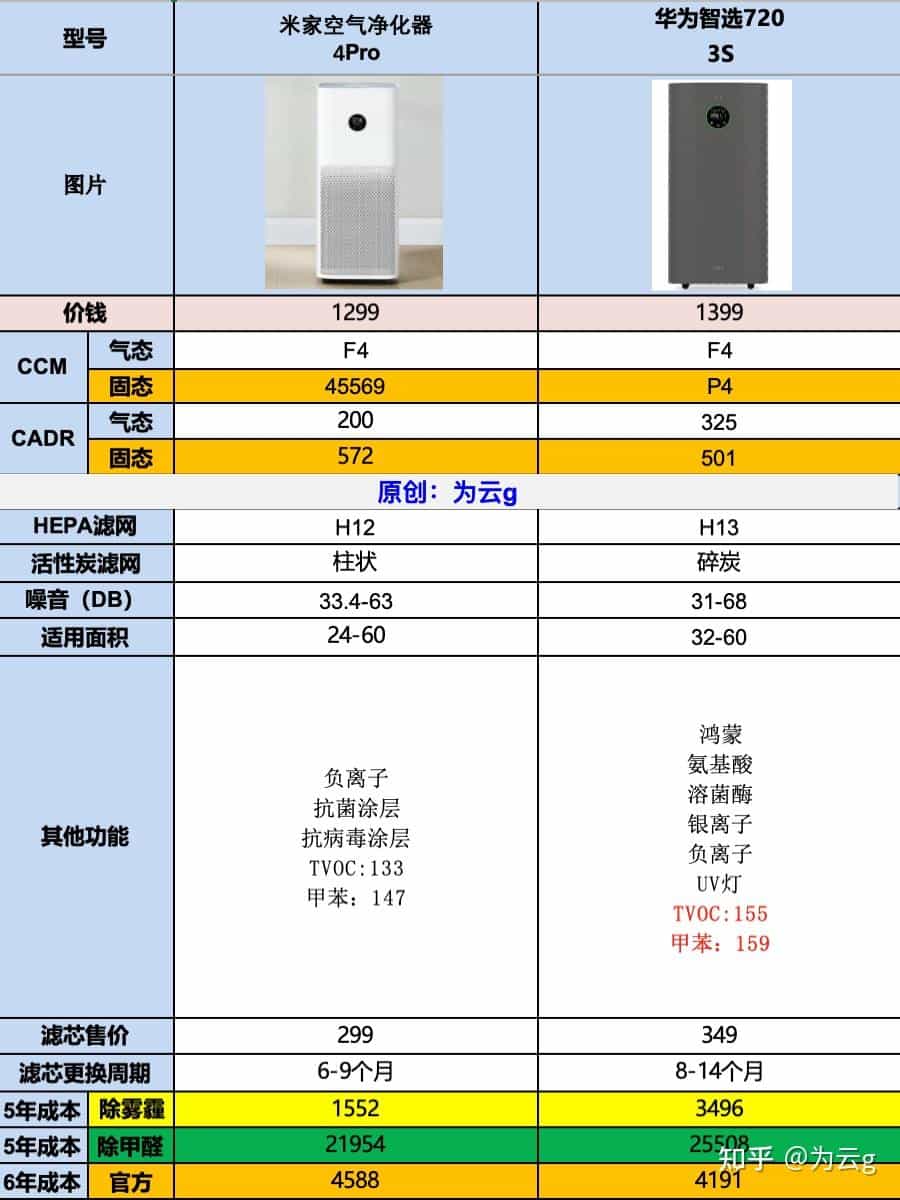 型号
米家空气净化器
4Pro
华为智选720
3S
图片
价钱 1299 1399
CCM
气态 F4 F4
固态 45569 P4
CADR
气态 200 325
固态 572 501
原创：为云g
HEPA滤网 H12 H13
活性炭滤网 柱状 碎炭
噪音（DB） 33.4-63 31-68
适用面积 24-60 32-60
其他功能
负离子
抗菌涂层
抗病毒涂层
TVOC:133
甲苯：147
鸿蒙
氨基酸
溶菌酶
银离子
负离子
UV灯
TVOC:155
甲苯：159
滤芯售价 299 349
滤芯更换周期 6-9个月 8-14个月
5年成本 除雾霾 1552 3496
5年成本 除甲醛 21954 25508
6年成本 官方 4588 4191
知乎 @为云g